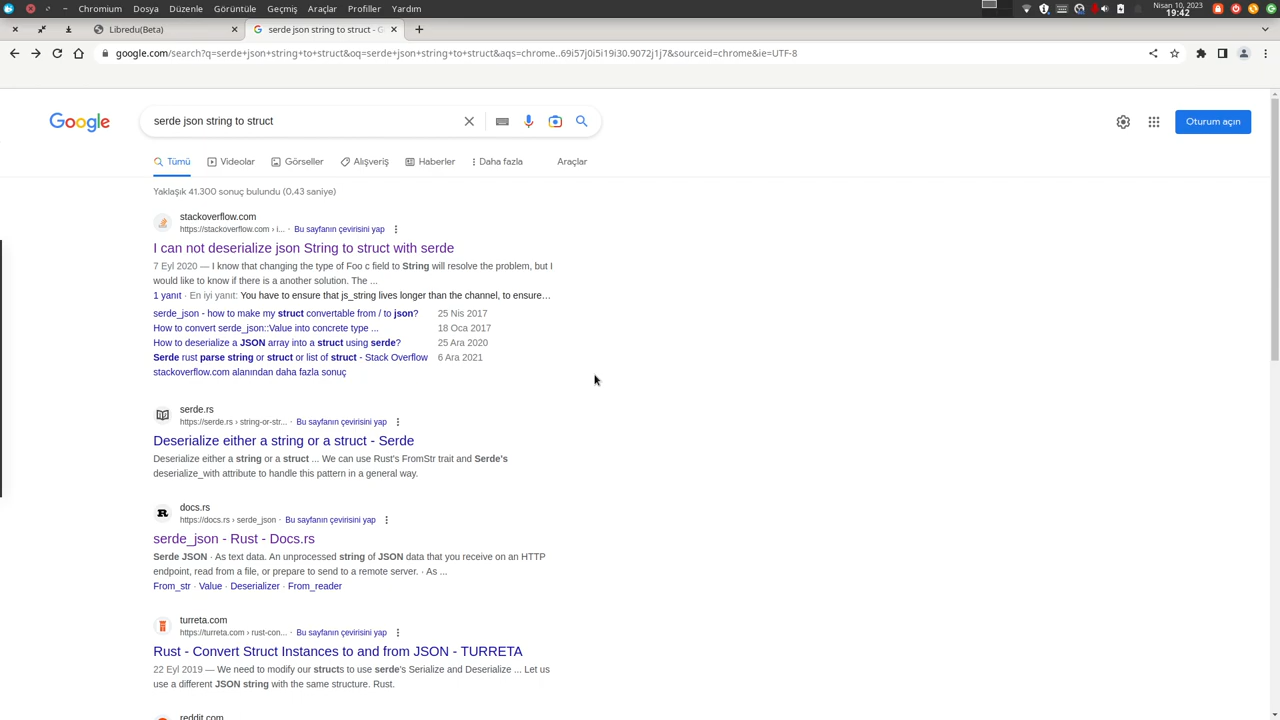 Chromium Dosya Düzenle Görüntüle Geçmiş Araçlar Profiller Yardım
Nisan 10, 2023
19:42
Libredu(Beta)
serde json string to struct - G
google.com/search?q=serde+json+string+to+struct&oq=serde+json+string+to+struct&aqs=chrome..69i57j0i5i19i30.9072j1j7&sourceid=chrome&ie=UTF-8
Google
serde json string to struct
Oturum açın
Tümü
Videolar
Görseller
Alışveriş
Haberler
Daha fazla
Araçlar
Yaklaşık 41.300 sonuç bulundu (0,43 saniye)
stackoverflow.com
https://stackoverflow.com › i... · Bu sayfanın çevirisini yap
I can not deserialize json String to struct with serde
7 Eyl 2020 — I know that changing the type of Foo c field to String will resolve the problem, but I
would like to know if there is a another solution. The ...
1 yanıt · En iyi yanıt: You have to ensure that js_string lives longer than the channel, to ensure…
serde_json - how to make my struct convertable from / to json? 25 Nis 2017
How to convert serde_json::Value into concrete type ... 18 Oca 2017
How to deserialize a JSON array into a struct using serde? 25 Ara 2020
Serde rust parse string or struct or list of struct - Stack Overflow 6 Ara 2021
stackoverflow.com alanından daha fazla sonuç
serde.rs
https://serde.rs › string-or-str... · Bu sayfanın çevirisini yap
Deserialize either a string or a struct - Serde
Deserialize either a string or a struct ... We can use Rust's FromStr trait and Serde's
deserialize_with attribute to handle this pattern in a general way.
docs.rs
https://docs.rs › serde_json · Bu sayfanın çevirisini yap
serde_json - Rust - Docs.rs
Serde JSON · As text data. An unprocessed string of JSON data that you receive on an HTTP
endpoint, read from a file, or prepare to send to a remote server. · As ...
From_str · Value · Deserializer · From_reader
turreta.com
https://turreta.com › rust-con... · Bu sayfanın çevirisini yap
Rust - Convert Struct Instances to and from JSON - TURRETA
22 Eyl 2019 — We need to modify our structs to use serde's Serialize and Deserialize ... Let us
use a different JSON string with the same structure. Rust.
reddit.com